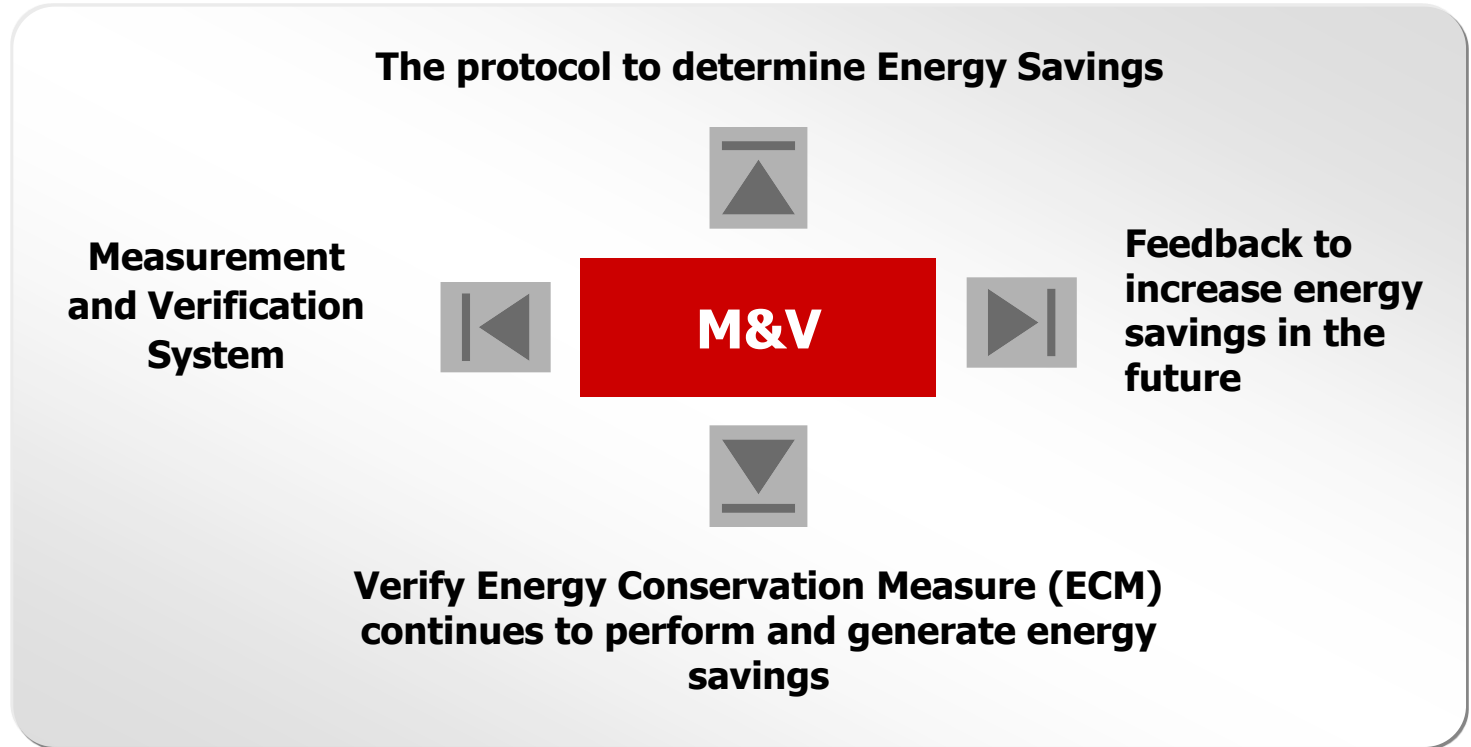 The protocol to determine Energy Savings
Measurement
and Verification
System
M&V
Feedback to
increase energy
savings in the
future
Verify Energy Conservation Measure (ECM)
continues to perform and generate energy
savings